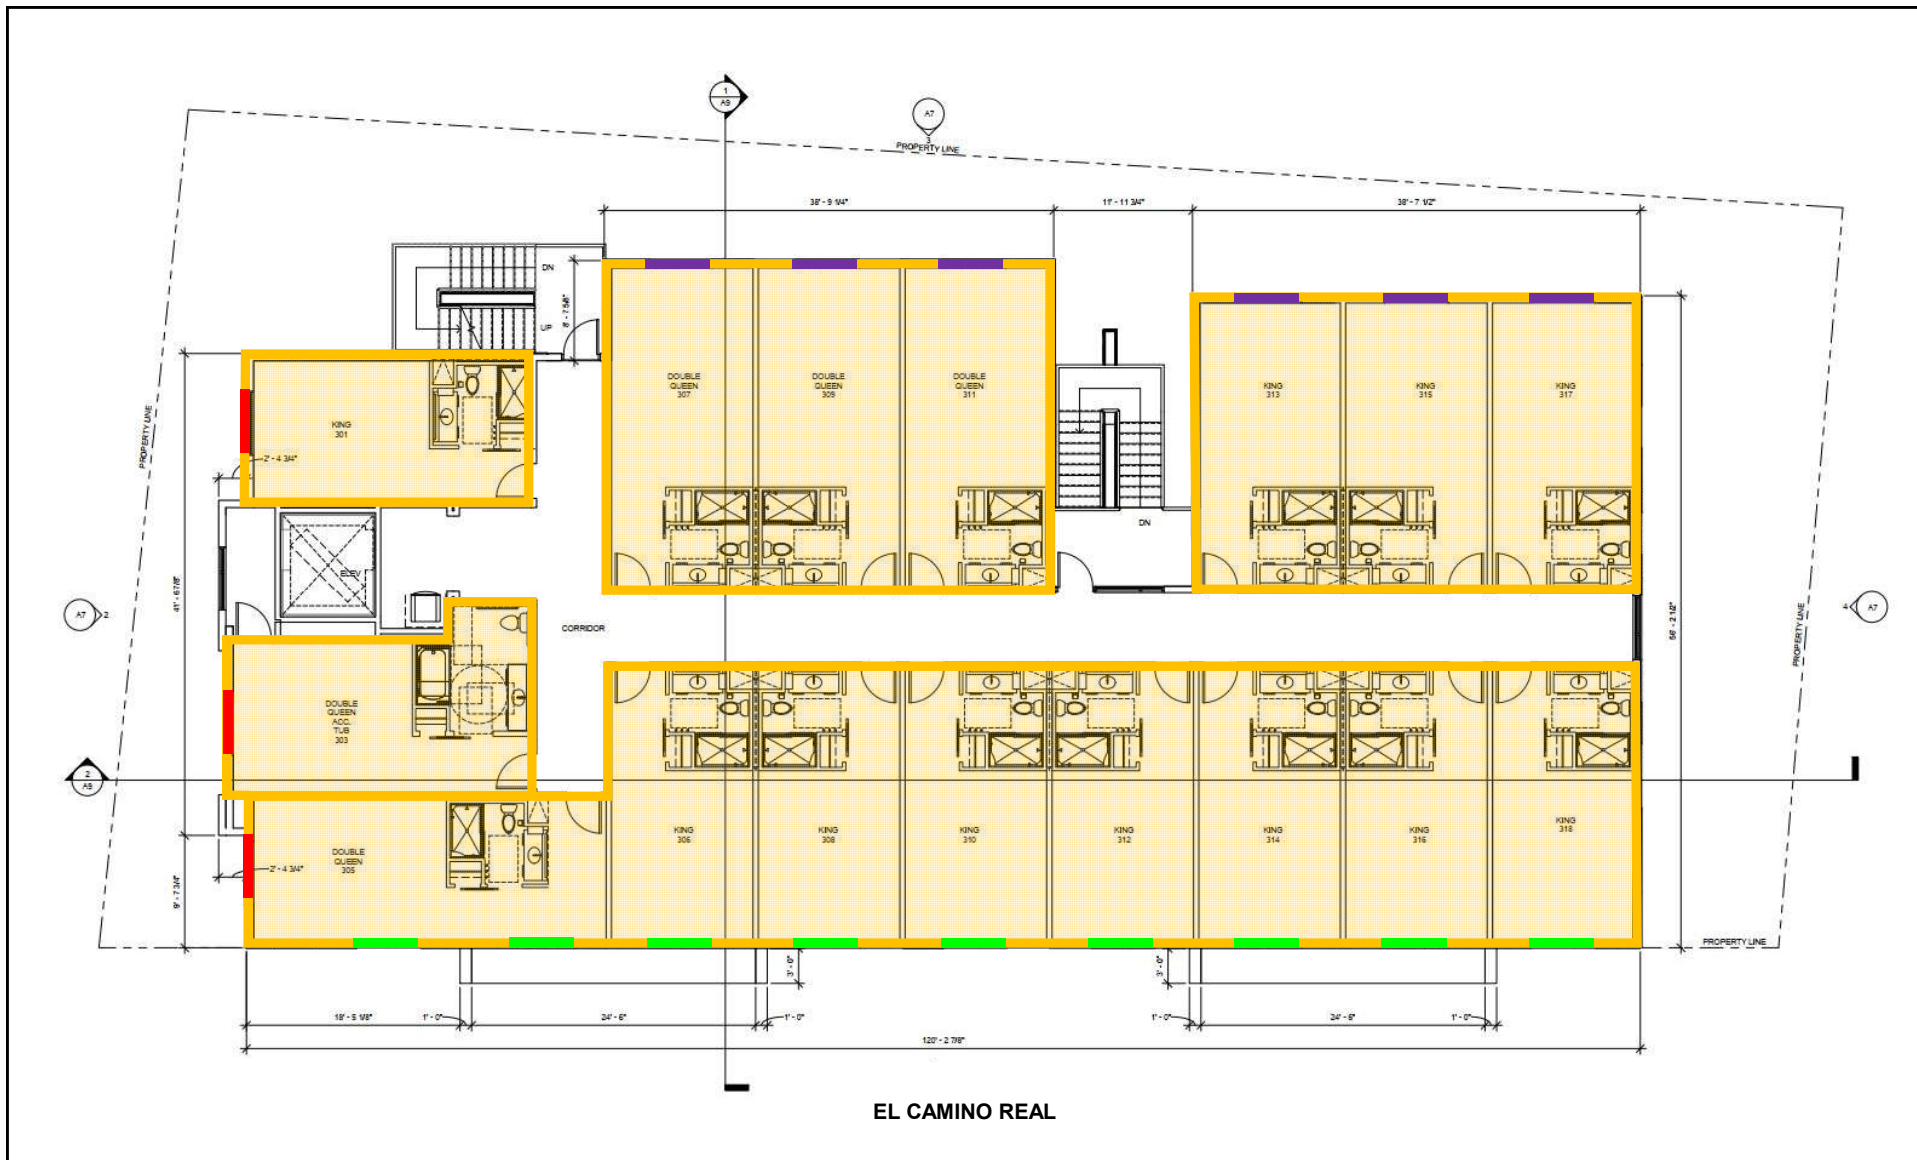 1
A9
A7
3
PROPERTY LINE
38' - 9 1/4"
11' - 11 3/4"
38' - 7 1/2"
DN
UP
8' - 7 5/8"
DOUBLE
QUEEN
307
DOUBLE
QUEEN
309
DOUBLE
QUEEN
311
KING
313
KING
315
KING
317
KING
301
2' - 4 3/4"
PROPERTY LINE
DN
ELEV
41' - 6 7/8"
A7
2
CORRIDOR
4
A7
56' - 2 1/2"
PROPERTY LINE
DOUBLE
QUEEN
ACC.
TUB
303
2
A9
KING
306
KING
308
KING
310
KING
312
KING
314
KING
316
KING
318
DOUBLE
QUEEN
305
2' - 4 3/4"
9' - 7 3/4"
PROPERTY LINE
3' - 0"
3' - 0"
18' - 5 1/8"
1' - 0"
24' - 6"
1' - 0"
1' - 0"
24' - 6"
1' - 0"
120' - 2 7/8"
EL CAMINO REAL